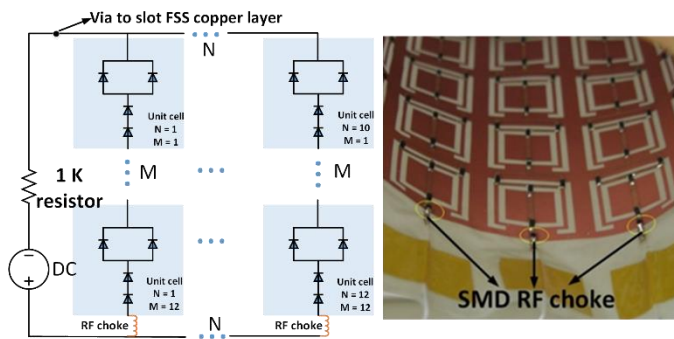 Via to slot FSS copper layer
N
Unit cell
N = 1
M = 1
Unit cell
N = 10
M = 1
M
M
1 K
resistor
DC
Unit cell
N = 1
M = 12
Unit cell
N = 12
M = 12
RF choke
N
RF choke
SMD RF choke